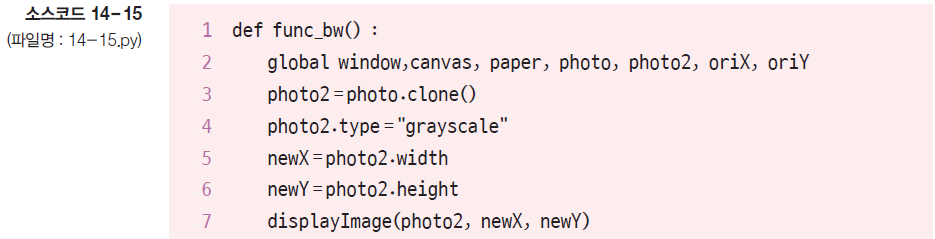 소스코드 14-15
(파일명 : 14-15.py)
1 def func_bw() :
2 global window,canvas, paper, photo, photo2, oriX, oriY
3 photo2=photo.clone()
4 photo2.type="grayscale"
5 newX=photo2.width
6 newY=photo2.height
7 displayImage(photo2, newX, newY)